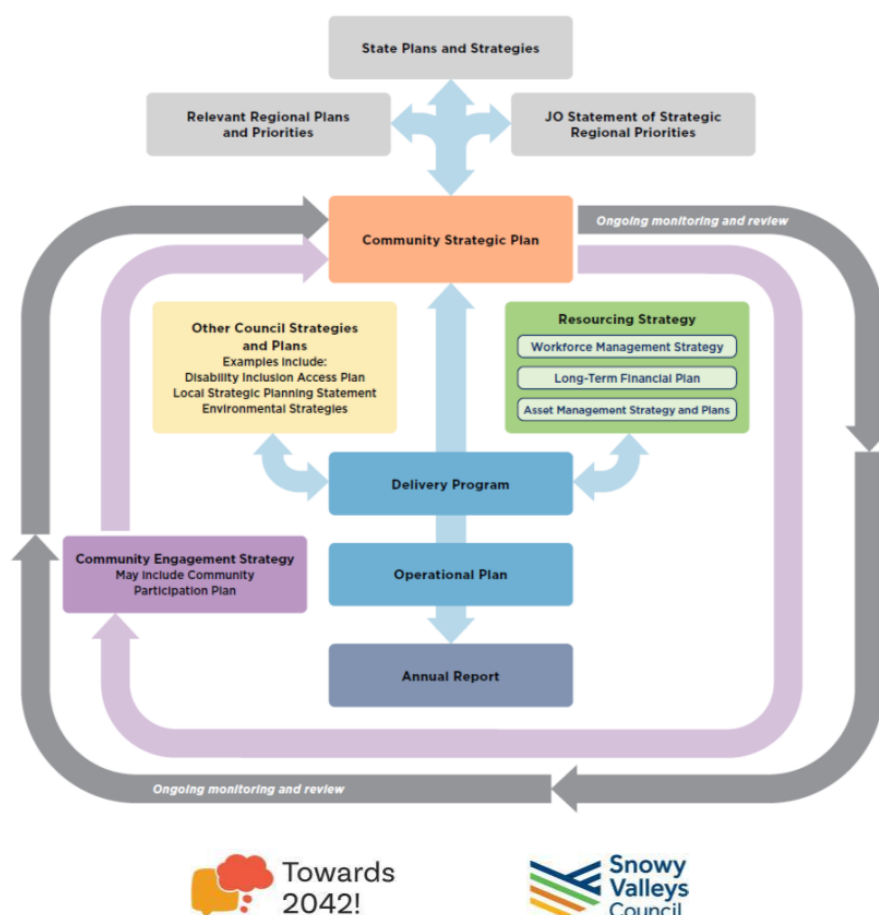 State Plans and Strategies
Relevant Regional Plans
and Priorities
JO Statement of Strategic
Regional Priorities
Community Strategic Plan
Ongoing monitoring and review
Other Council Strategies
and Plans
Examples include:
Disability Inclusion Access Plan
Local Strategic Planning Statement
Environmental Strategies
Resourcing Strategy
Workforce Management Strategy
Long-Term Financial Plan
Asset Management Strategy and Plans
Delivery Program
Community Engagement Strategy
May include Community
Participation Plan
Operational Plan
Annual Report
Ongoing monitoring and review
Towards
2042!
Snowy
Valleys
Council